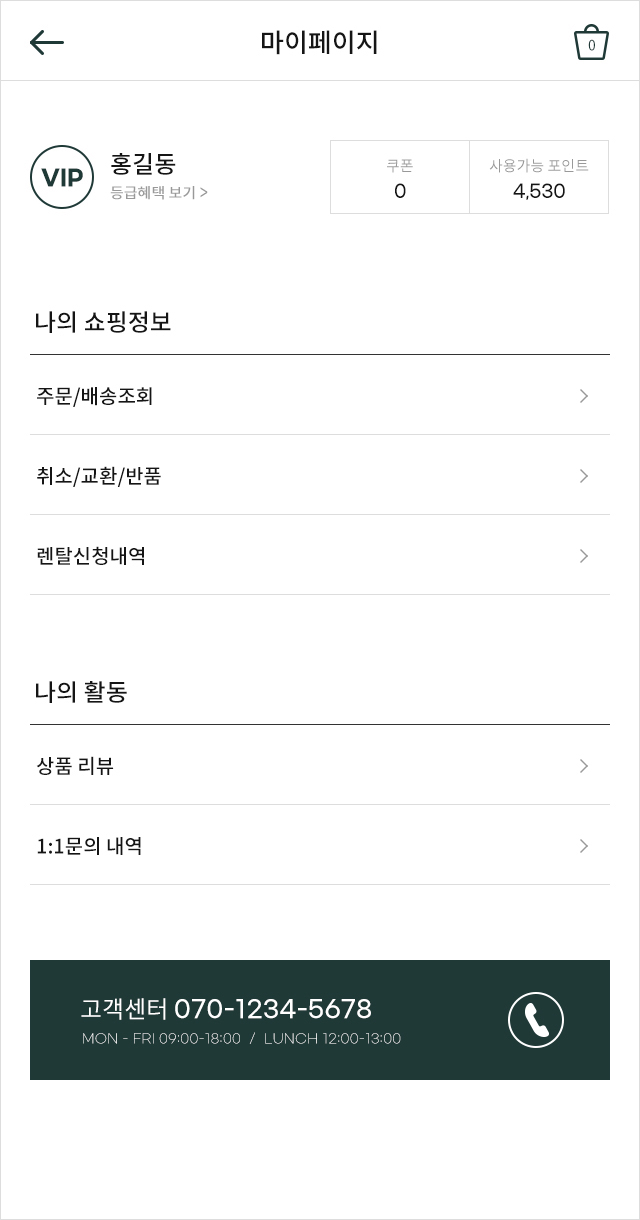 마이페이지
0
VIP
홍길동
등급혜택 보기 >
쿠폰
0
사용가능 포인트
4,530
나의 쇼핑정보
주문/배송조회
취소/교환/반품
렌탈신청내역
나의 활동
상품 리뷰
1:1문의 내역
고객센터 070-1234-5678
MON - FRI 09:00-18:00 / LUNCH 12:00-13:00